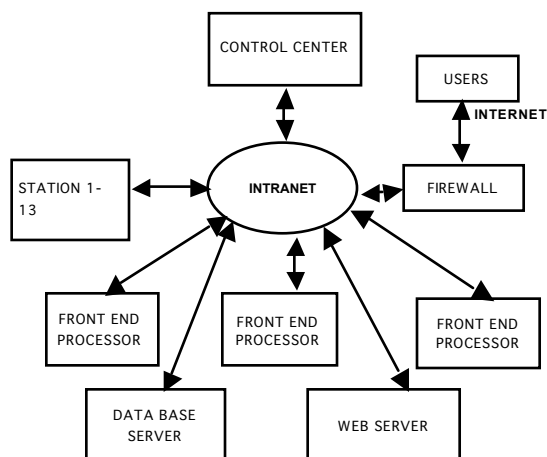 CONTROL CENTER
USERS
INTERNET
STATION 1-
13
INTRANET
FIREWALL
FRONT END
PROCESSOR
FRONT END
PROCESSOR
FRONT END
PROCESSOR
DATA BASE
SERVER
WEB SERVER